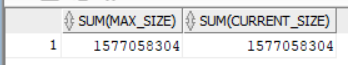 SUM(MAX_SIZE) SUM(CURRENT_SIZE)
1 1577058304 1577058304